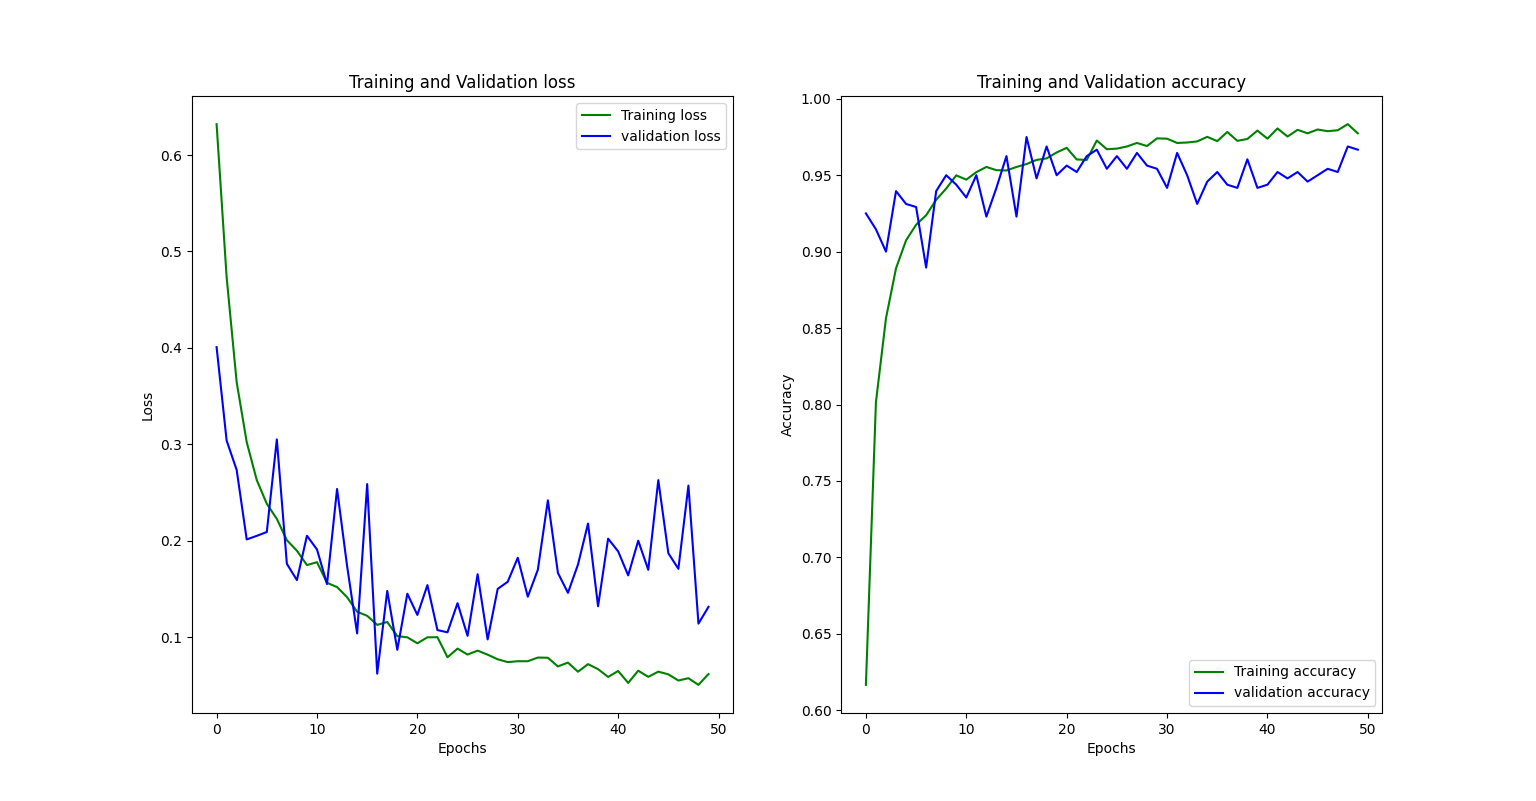 Training and Validation loss
Training loss
validation loss
0.6
0.5
0.4
0.3
0.2
0.1
Loss
0 10 20 30 40 50
Epochs
Training and Validation accuracy
1.00
0.95
0.90
0.85
0.80
0.75
0.70
0.65
0.60
Accuracy
Training accuracy
validation accuracy
0 10 20 30 40 50
Epochs